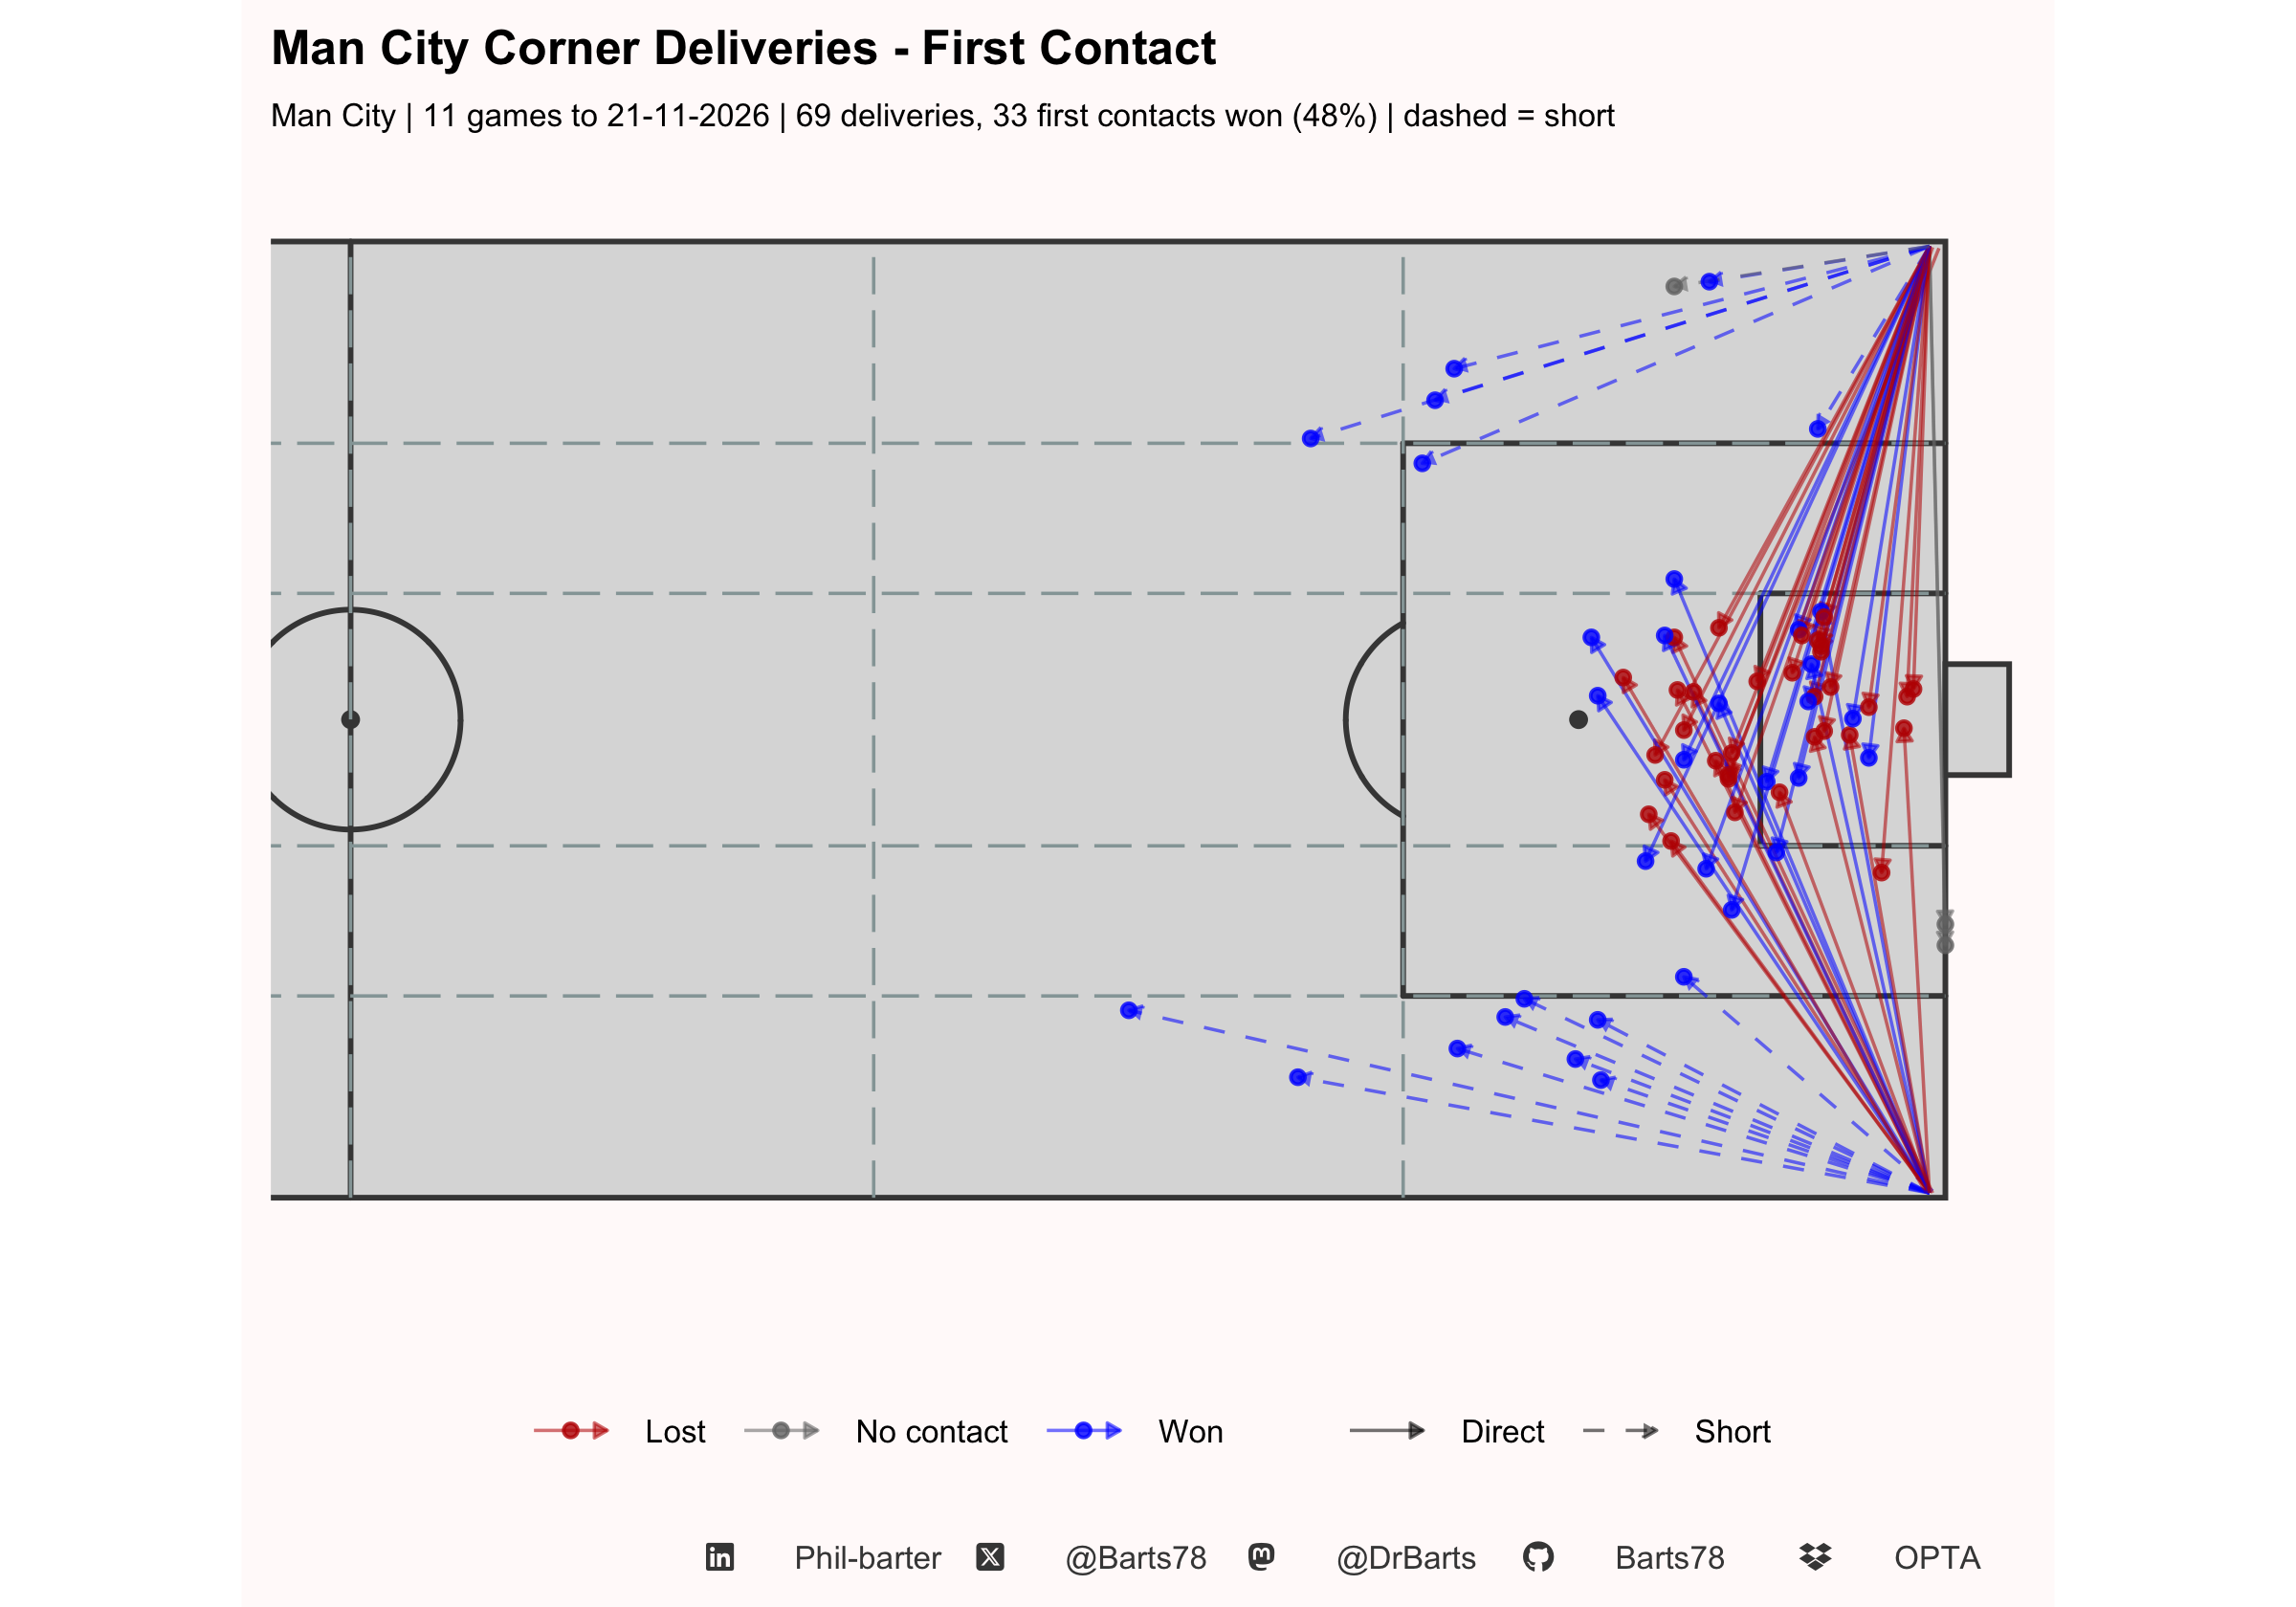 Man City Corner Deliveries - First Contact
Man City | 11 games to 21-11-2026 | 69 deliveries, 33 first contacts won (48%) | dashed = short
Lost No contact Won Direct Short
Phil-barter @Barts78 @DrBarts Barts78 OPTA